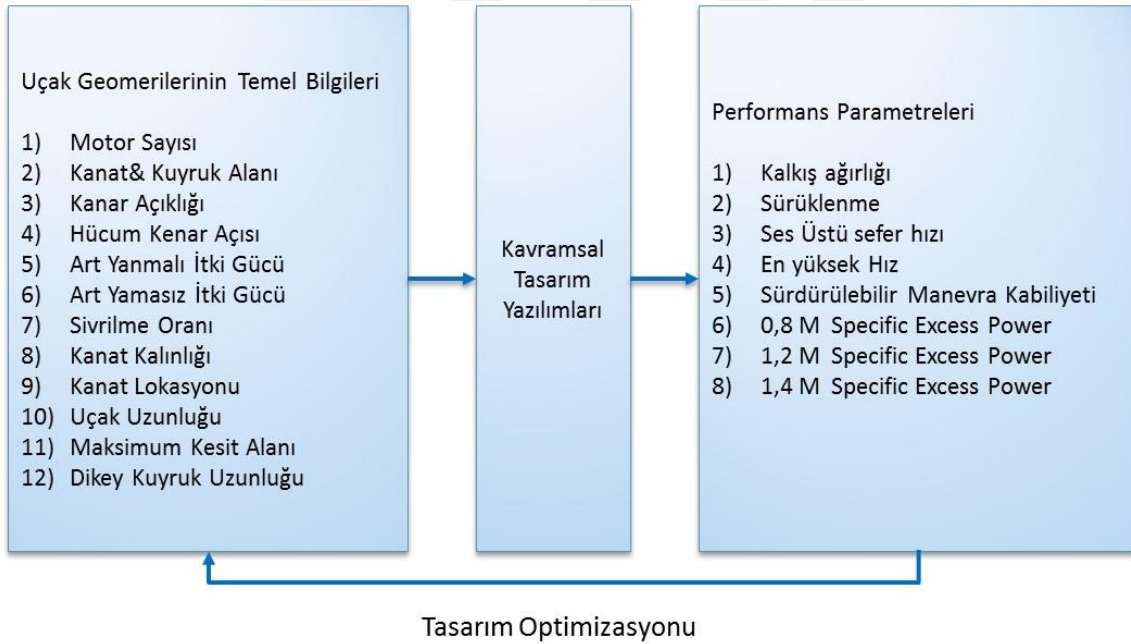 Uçak Geomerilerinin Temel Bilgileri
1) Motor Sayısı
2) Kanat& Kuyruk Alanı
3) Kanar Açıklığı
4) Hücum Kenar Açısı
5) Art Yanmalı İtki Gücü
6) Art Yamasız İtki Gücü
7) Sivrilme Oranı
8) Kanat Kalınlığı
9) Kanat Lokasyonu
10) Uçak Uzunluğu
11) Maksimum Kesit Alanı
12) Dikey Kuyruk Uzunluğu
Kavramsal
Tasarım
Yazılımları
Performans Parametreleri
1) Kalkış ağırlığı
2) Sürüklenme
3) Ses Üstü sefer hızı
4) En yüksek Hız
5) Sürdürülebilir Manevra Kabiliyeti
6) 0,8 M Specific Excess Power
7) 1,2 M Specific Excess Power
8) 1,4 M Specific Excess Power
Tasarım Optimizasyonu